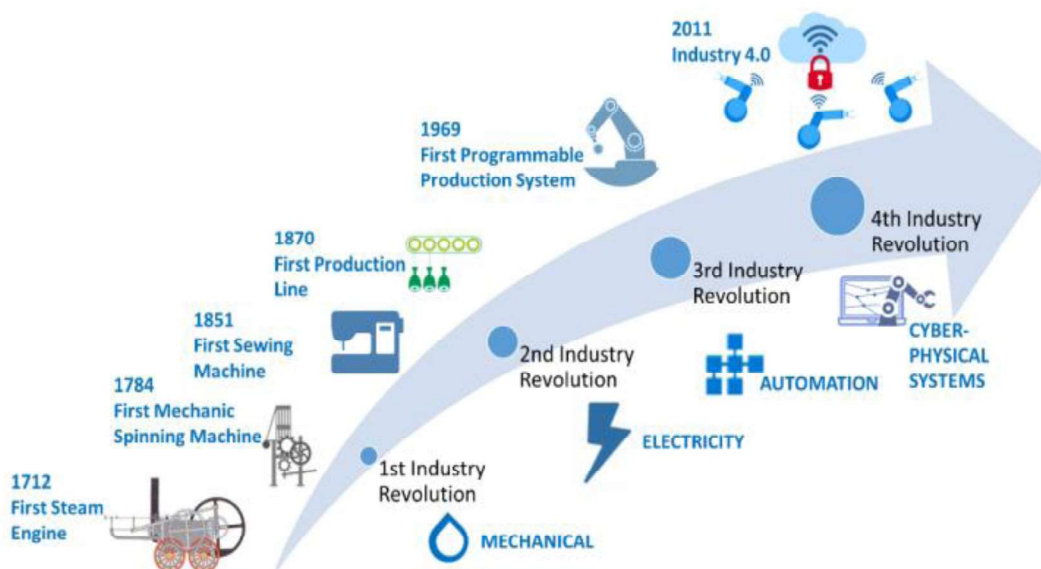 2011
Industry 4.0
1969
First Programmable
Production System
4th Industry
Revolution
1870
First Production
Line
3rd Industry
Revolution
1851
First Sewing
Machine
CYBER-
PHYSICAL
SYSTEMS
2nd Industry
Revolution
AUTOMATION
1784
First Mechanic
Spinning Machine
ELECTRICITY
1st Industry
Revolution
1712
First Steam
Engine
MECHANICAL